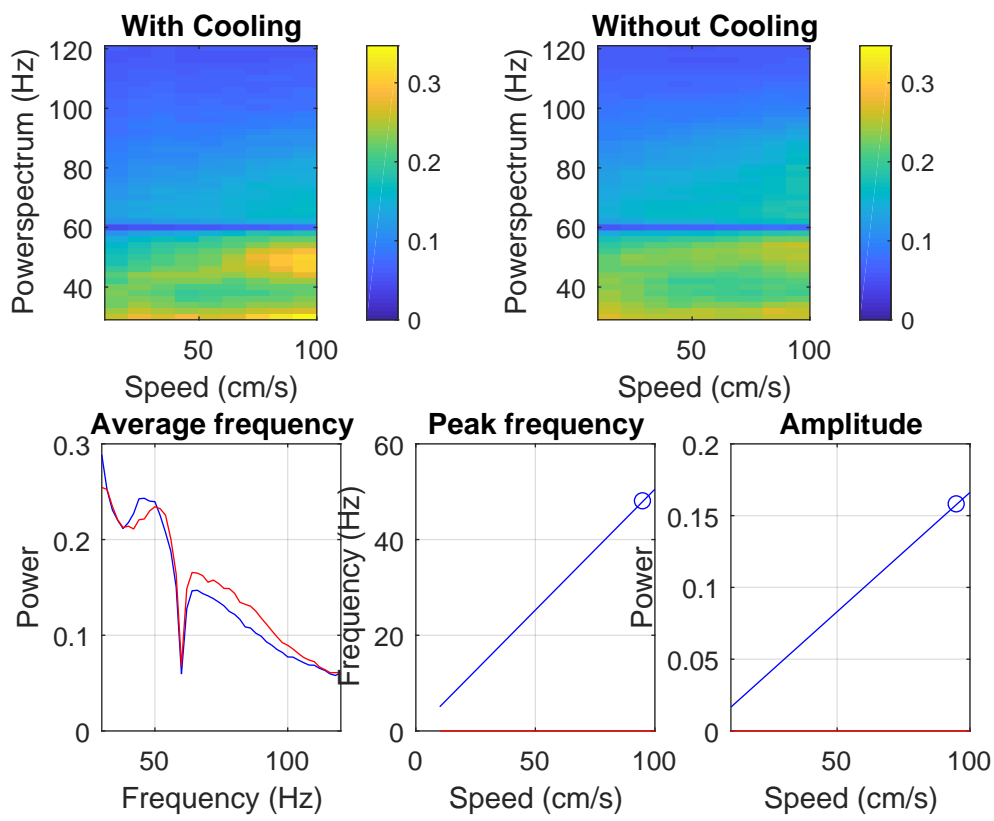 With Cooling
Powerspectrum (Hz)
120
100
80
60
40
50
100
Speed (cm/s)
0.3
0.2
0.1
0
Without Cooling
Powerspectrum (Hz)
120
100
80
60
40
50
100
Speed (cm/s)
0.3
0.2
0.1
0
Average frequency
Power
0.3
0.2
0.1
0
50
100
Frequency (Hz)
Peak frequency
Frequency (Hz)
60
40
20
0
0
50
100
Speed (cm/s)
Amplitude
Power
0.2
0.15
0.1
0.05
0
50
100
Speed (cm/s)